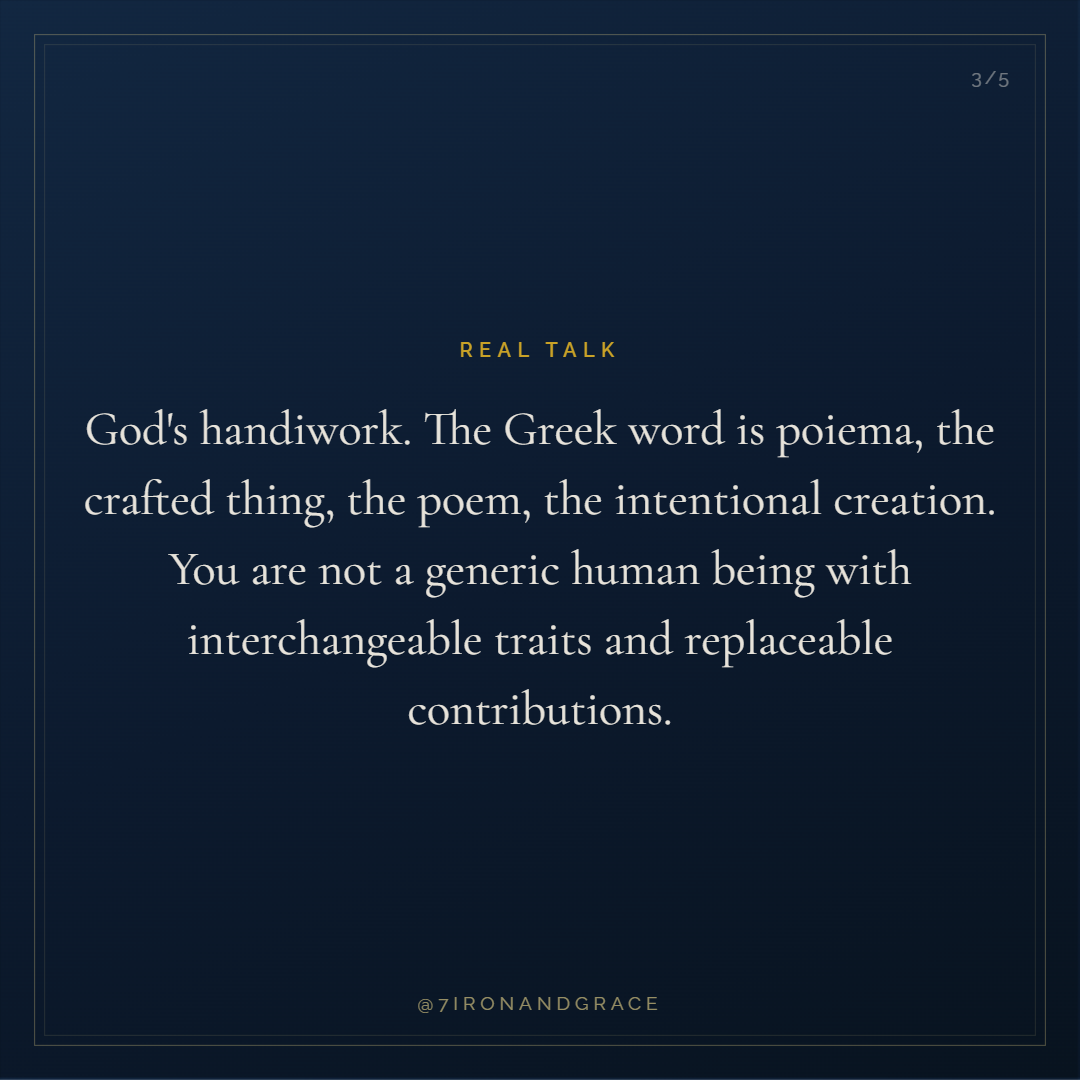 3/5
REAL TALK
God's handiwork. The Greek word is poiema, the
crafted thing, the poem, the intentional creation.
You are not a generic human being with
interchangeable traits and replaceable
contributions.
@7IRONANDGRACE